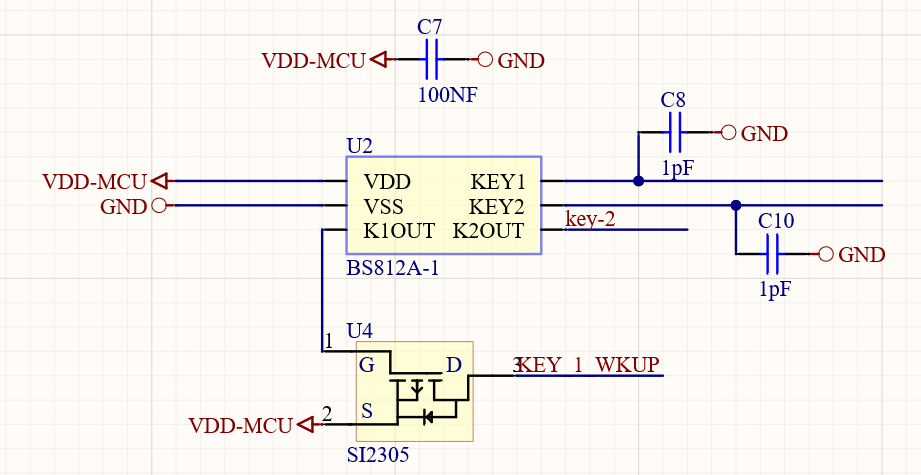 C7
VDD-MCU GND
100NF
C8
GND
1pF
U2
VDD-MCU VDD KEY1
GND VSS KEY2
K1OUT K2OUT key-2
BS812A-1
C10
GND
1pF
U4
1
G D 3 KEY_1_WKUP
VDD-MCU 2 S
SI2305